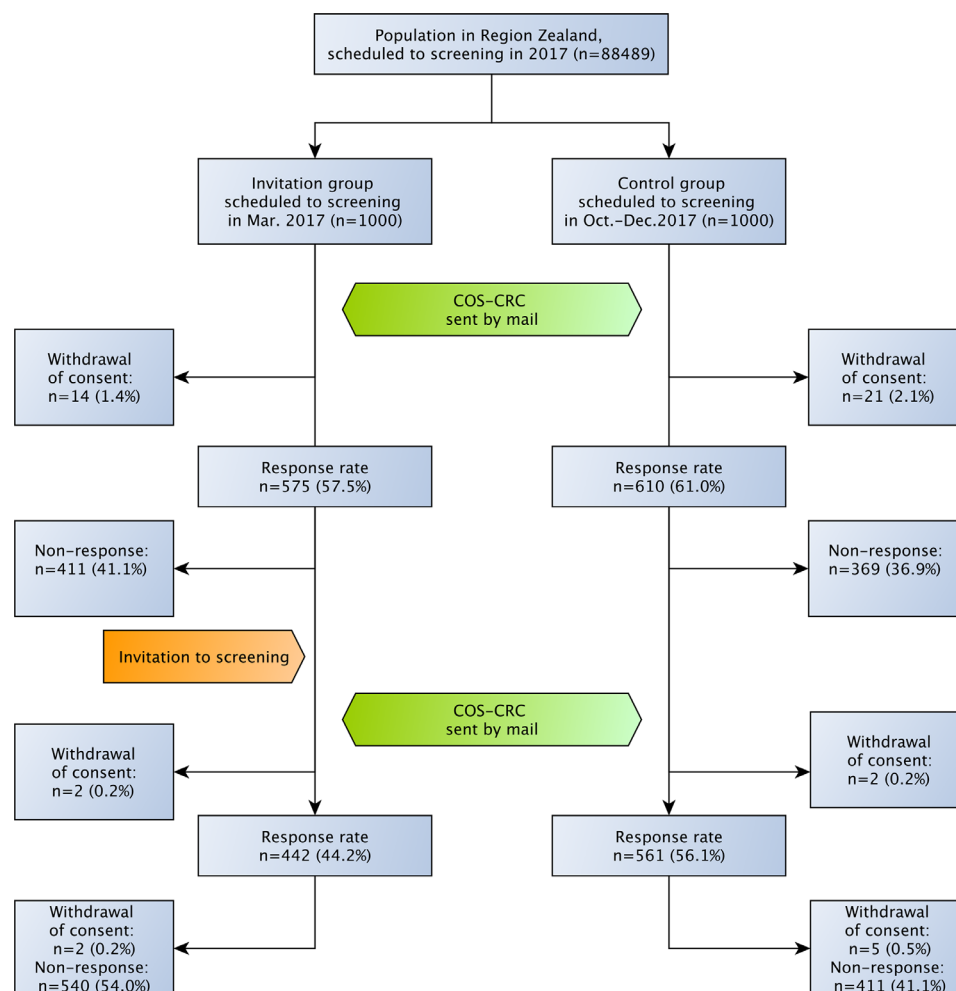 Population in Region Zealand,
scheduled to screening in 2017 (n=88489)
Invitation group
scheduled to screening
in Mar. 2017 (n=1000)
Control group
scheduled to screening
in Oct.-Dec.2017 (n=1000)
COS-CRC
sent by mail
Withdrawal
of consent:
n=14 (1.4%)
Withdrawal
of consent:
n=21 (2.1%)
Response rate
n=575 (57.5%)
Response rate
n=610 (61.0%)
Non-response:
n=411 (41.1%)
Non-response:
n=369 (36.9%)
Invitation to screening
COS-CRC
sent by mail
Withdrawal
of consent:
n=2 (0.2%)
Withdrawal
of consent:
n=2 (0.2%)
Response rate
n=442 (44.2%)
Response rate
n=561 (56.1%)
Withdrawal
of consent:
n=2 (0.2%)
Non-response:
n=540 (54.0%)
Withdrawal
of consent:
n=5 (0.5%)
Non-response:
n=411 (41.1%)